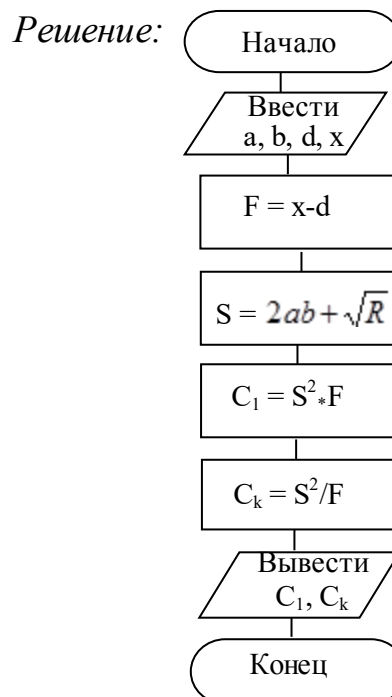 Решение:
Начало
Ввести
a, b, d, x
F = x-d
S = 2ab + √R
C₁ = S²*F
Cₖ = S²/F
Вывести
C₁, Cₖ
Конец